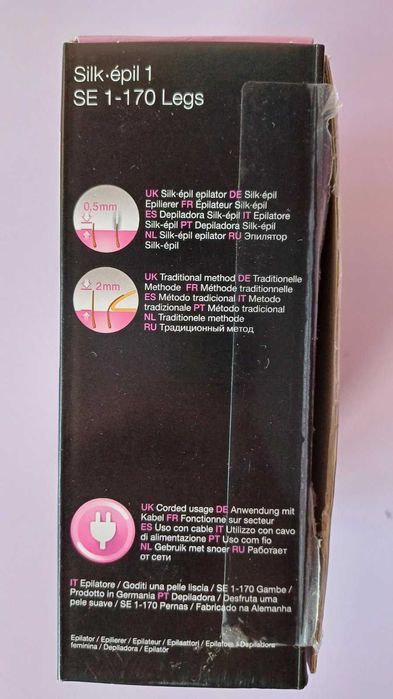 Silk·épil 1
SE 1-170 Legs
0,5mm
UK Silk-épil epilator DE Silk-épil
Epilierer FR Épilateur Silk-épil
ES Depiladora Silk-épil IT Epilatore
Silk-épil PT Depiladora Silk-épil
NL Silk-épil epilator RU Эпилятор
Silk-épil
2mm
UK Traditional method DE Traditionelle
Methode FR Méthode traditionnelle
ES Método tradicional IT Metodo
tradizionale PT Método tradicional
NL Traditionele methode
RU Традиционный метод
UK Corded usage DE Anwendung mit
Kabel FR Fonctionne sur secteur
ES Uso con cable IT Utilizzo con cavo
di alimentazione PT Uso com fio
NL Gebruik met snoer RU Работает
от сети
IT Epilatore / Goditi una pelle liscia / SE 1-170 Gambe /
Prodotto in Germania PT Depiladora / Desfruta uma
pele suave / SE 1-170 Pernas / Fabricado na Alemanha
Epilator / Epilierer / Epilateur / Epilaattori / Epilatore / Depiladora
feminina / Depiladora / Epilatör